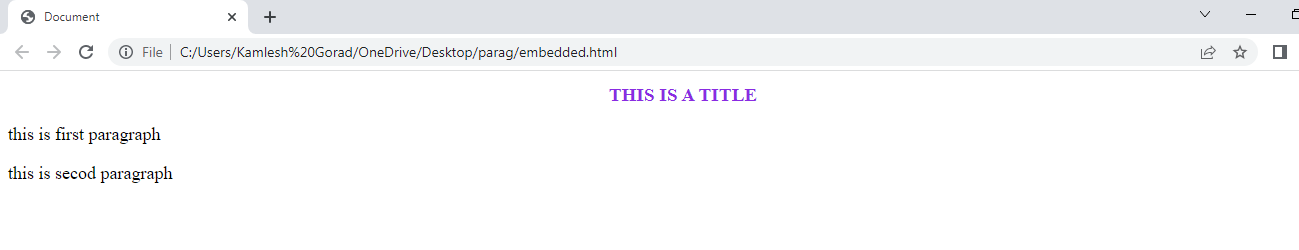 Document
File C:/Users/Kamlesh%20Gorad/OneDrive/Desktop/parag/embedded.html
THIS IS A TITLE
this is first paragraph
this is secod paragraph